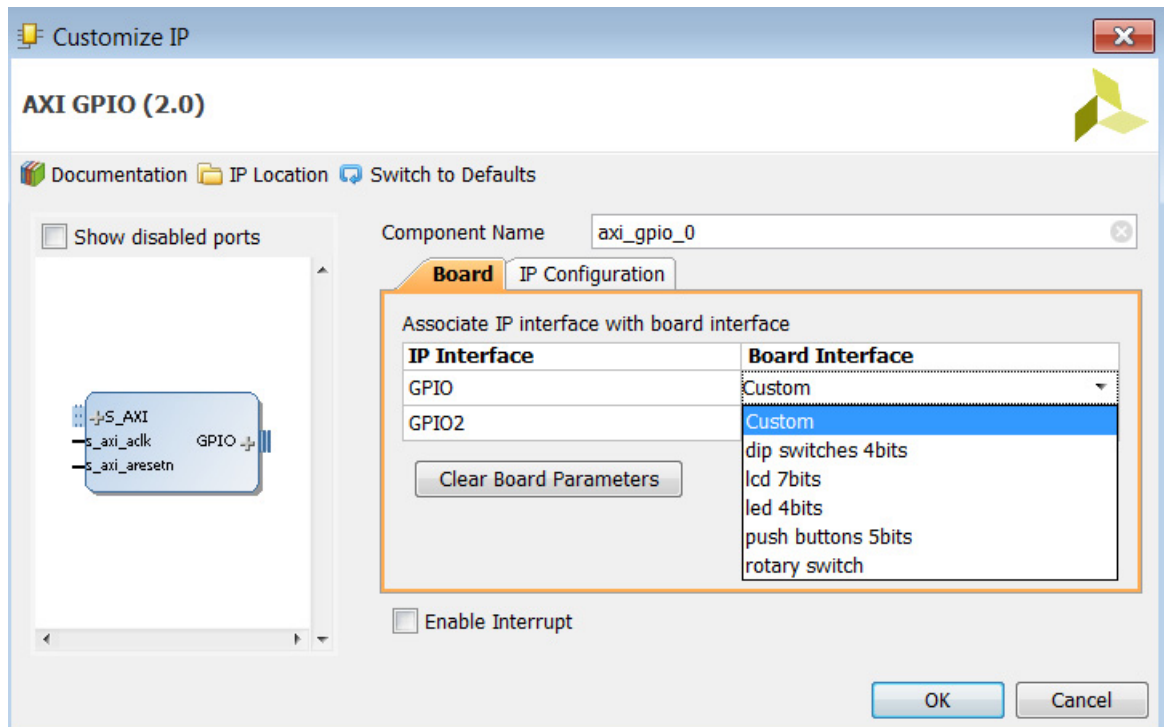 Customize IP
AXI GPIO (2.0)
Documentation IP Location Switch to Defaults
Show disabled ports
Component Name axi_gpio_0
Board IP Configuration
Associate IP interface with board interface
IP Interface Board Interface
GPIO Custom
GPIO2 Custom
dip switches 4bits
lcd 7bits
led 4bits
push buttons 5bits
rotary switch
Clear Board Parameters
Enable Interrupt
S_AXI
s_axi_aclk GPIO
s_axi_aresetn
OK Cancel